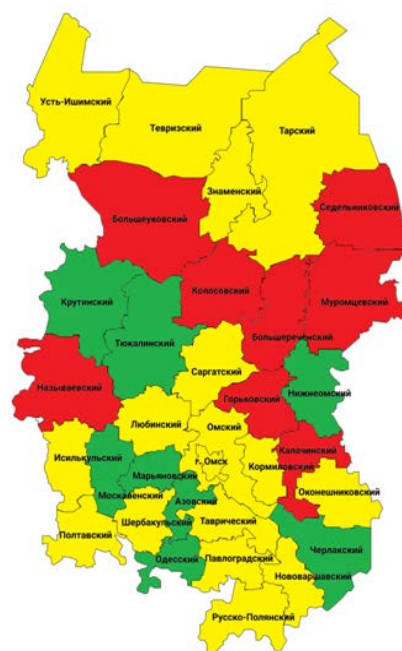 Усть-Ишимский
Тевризский
Тарский
Знаменский
Седельниковский
Большеуковский
Колосовский
Муромцевский
Крутинский
Тюкалинский
Большереченский
Саргатский
Называевский
Горьковский
Нижнеомский
Любинский
Омский
Исилькульский
Калачинский
Марьяновский
г. Омск
Кормиловский
Оконешниковский
Москаленский
Азовский
Шербакульский
Таврический
Полтавский
Черлакский
Одесский
Павлоградский
Нововаршавский
Русско-Полянский